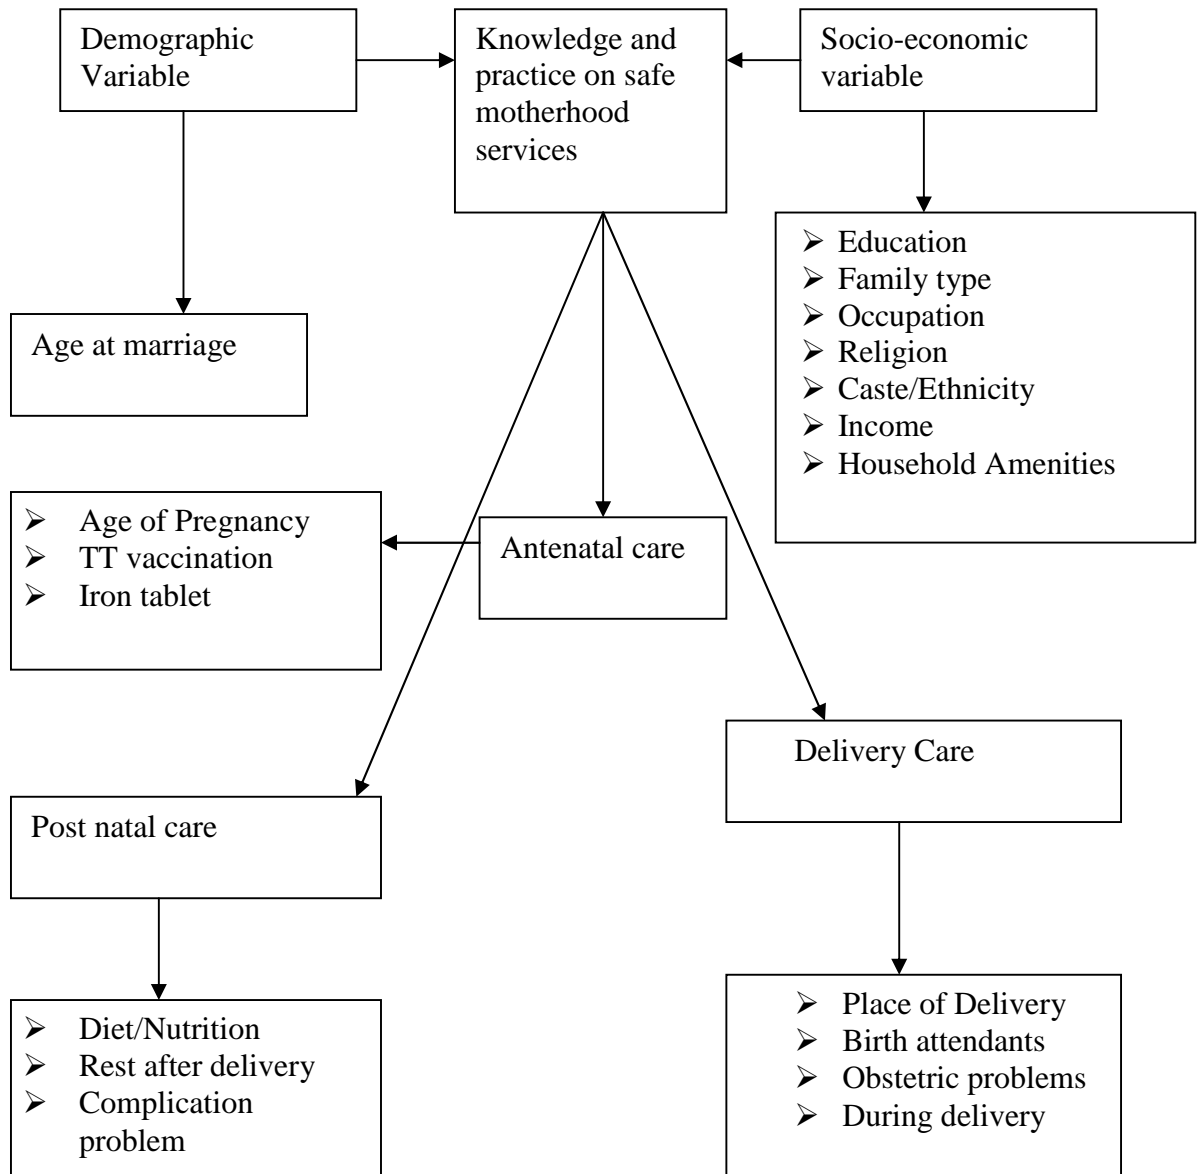 Demographic
Variable
Knowledge and
practice on safe
motherhood
services
Socio-economic
variable
➢ Education
➢ Family type
➢ Occupation
➢ Religion
➢ Caste/Ethnicity
➢ Income
➢ Household Amenities
Age at marriage
➢ Age of Pregnancy
➢ TT vaccination
➢ Iron tablet
Antenatal care
Delivery Care
Post natal care
➢ Diet/Nutrition
➢ Rest after delivery
➢ Complication
problem
➢ Place of Delivery
➢ Birth attendants
➢ Obstetric problems
➢ During delivery